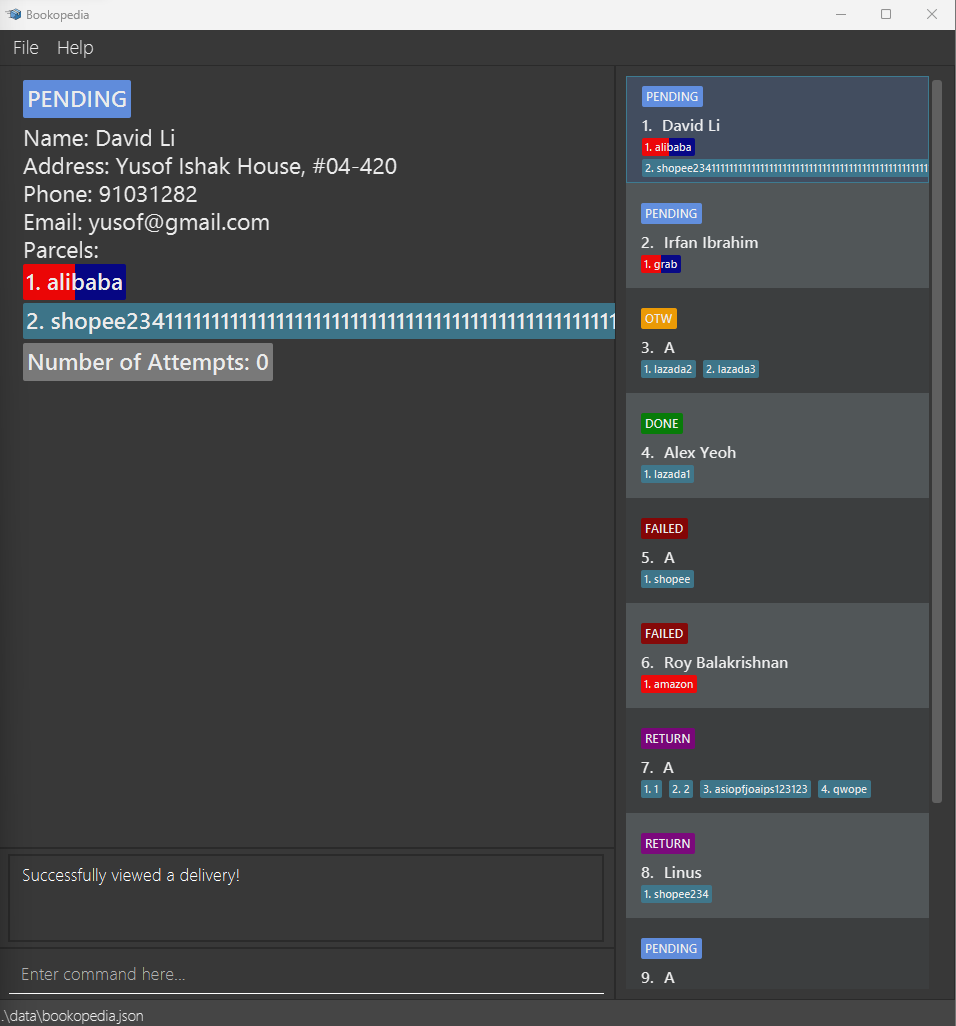 Bookopedia
File Help
PENDING
Name: David Li
Address: Yusof Ishak House, #04-420
Phone: 91031282
Email: yusof@gmail.com
Parcels:
1. alibaba
2.
Number of Attempts: 0
Successfully viewed a delivery!
Enter command here...
PENDING
1. David Li
1. alibaba
2.
PENDING
2. Irfan Ibrahim
1. grab
OTW
3. A
1. lazada2 2. lazada3
DONE
4. Alex Yeoh
1. lazada1
FAILED
5. A
1. shopee
FAILED
6. Roy Balakrishnan
1. amazon
RETURN
7. A
1. 1 2. 2 3. asiopfjoaips123123 4. qwope
RETURN
8. Linus
1. shopee234
PENDING
9. A
.\data\bookopedia.json